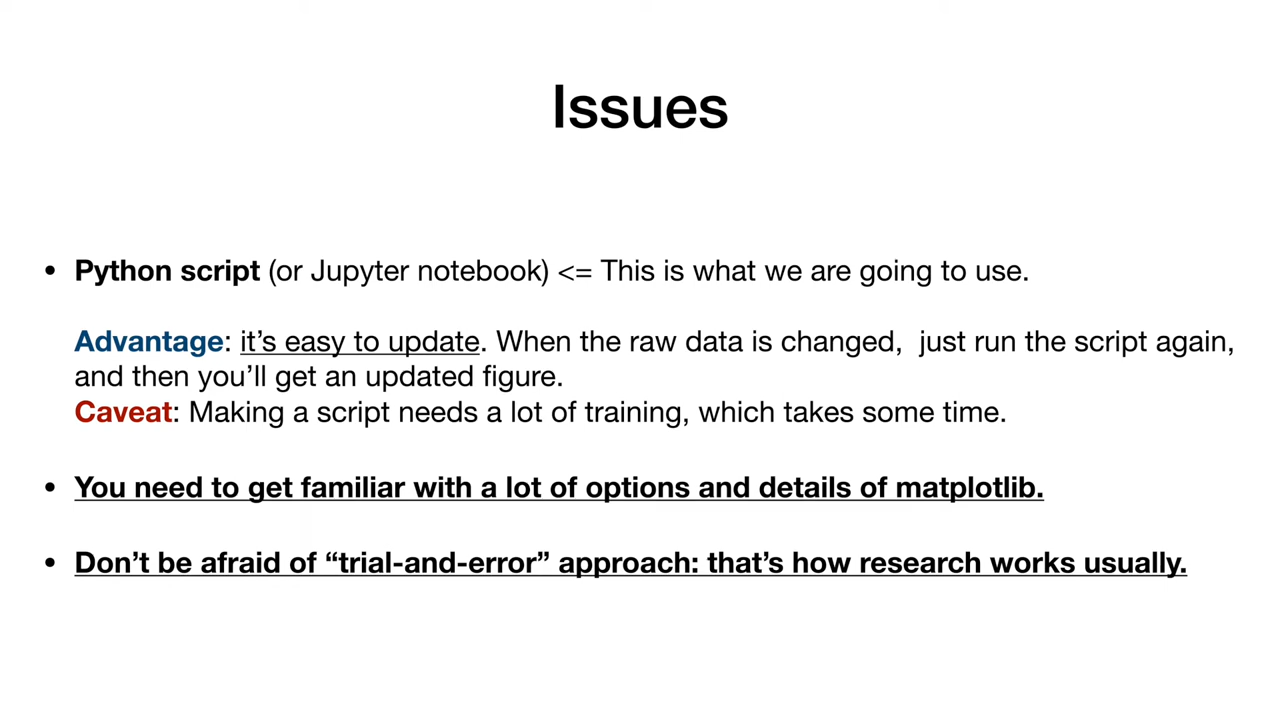 Issues
• Python script (or Jupyter notebook) <= This is what we are going to use.
Advantage: it’s easy to update. When the raw data is changed,  just run the script again,
and then you’ll get an updated figure.
Caveat: Making a script needs a lot of training, which takes some time.
• You need to get familiar with a lot of options and details of matplotlib.
• Don’t be afraid of “trial-and-error” approach: that’s how research works usually.